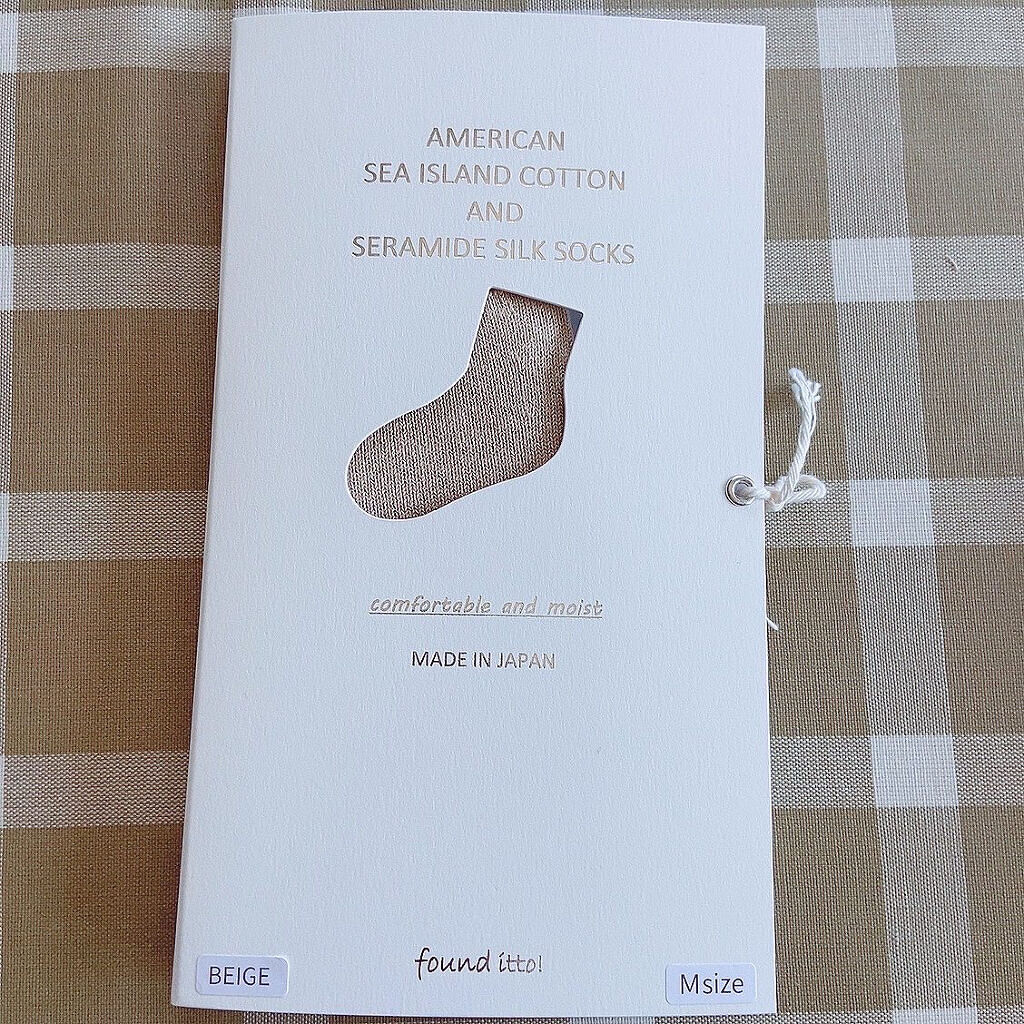 AMERICAN
SEA ISLAND COTTON
AND
SERAMIDE SILK SOCKS
comfortable and moist
MADE IN JAPAN
found itto!
BEIGE
Msize